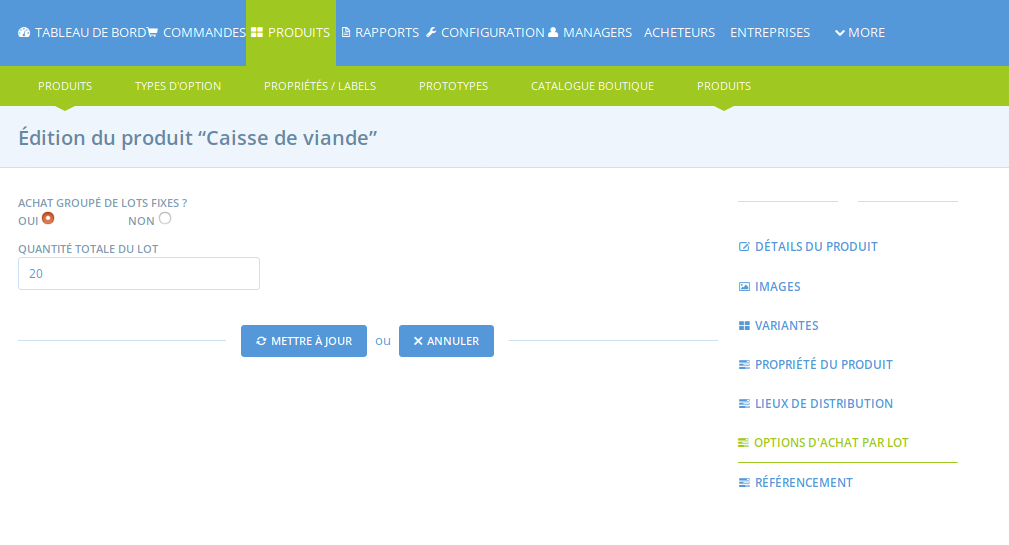 TABLEAU DE BORD COMMANDES PRODUITS RAPPORTS CONFIGURATION MANAGERS ACHETEURS ENTREPRISES MORE
PRODUITS TYPES D'OPTION PROPRIÉTÉS / LABELS PROTOTYPES CATALOGUE BOUTIQUE PRODUITS
Édition du produit “Caisse de viande”
ACHAT GROUPÉ DE LOTS FIXES ?
OUI NON
QUANTITÉ TOTALE DU LOT
20
METTRE À JOUR ou ANNULER
DÉTAILS DU PRODUIT
IMAGES
VARIANTES
PROPRIÉTÉ DU PRODUIT
LIEUX DE DISTRIBUTION
OPTIONS D'ACHAT PAR LOT
RÉFÉRENCEMENT